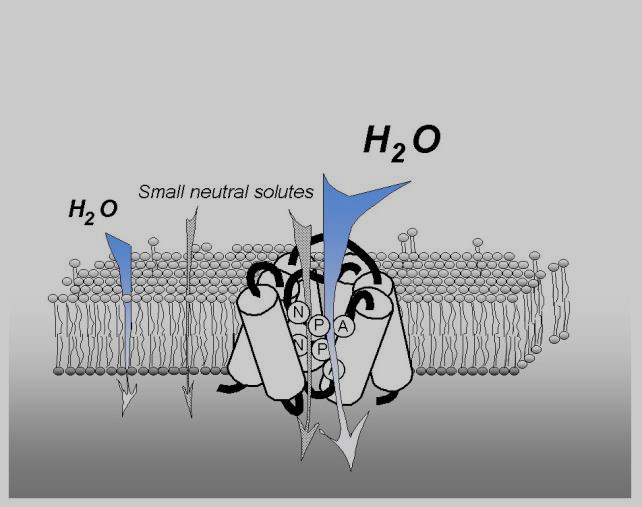 H2O
Small neutral solutes
H2O
N P A
N P
A